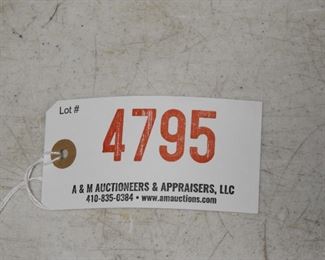 Lot #
4795
A & M AUCTIONEERS & APPRAISERS, LLC
410-835-0384 • www.amauctions.com